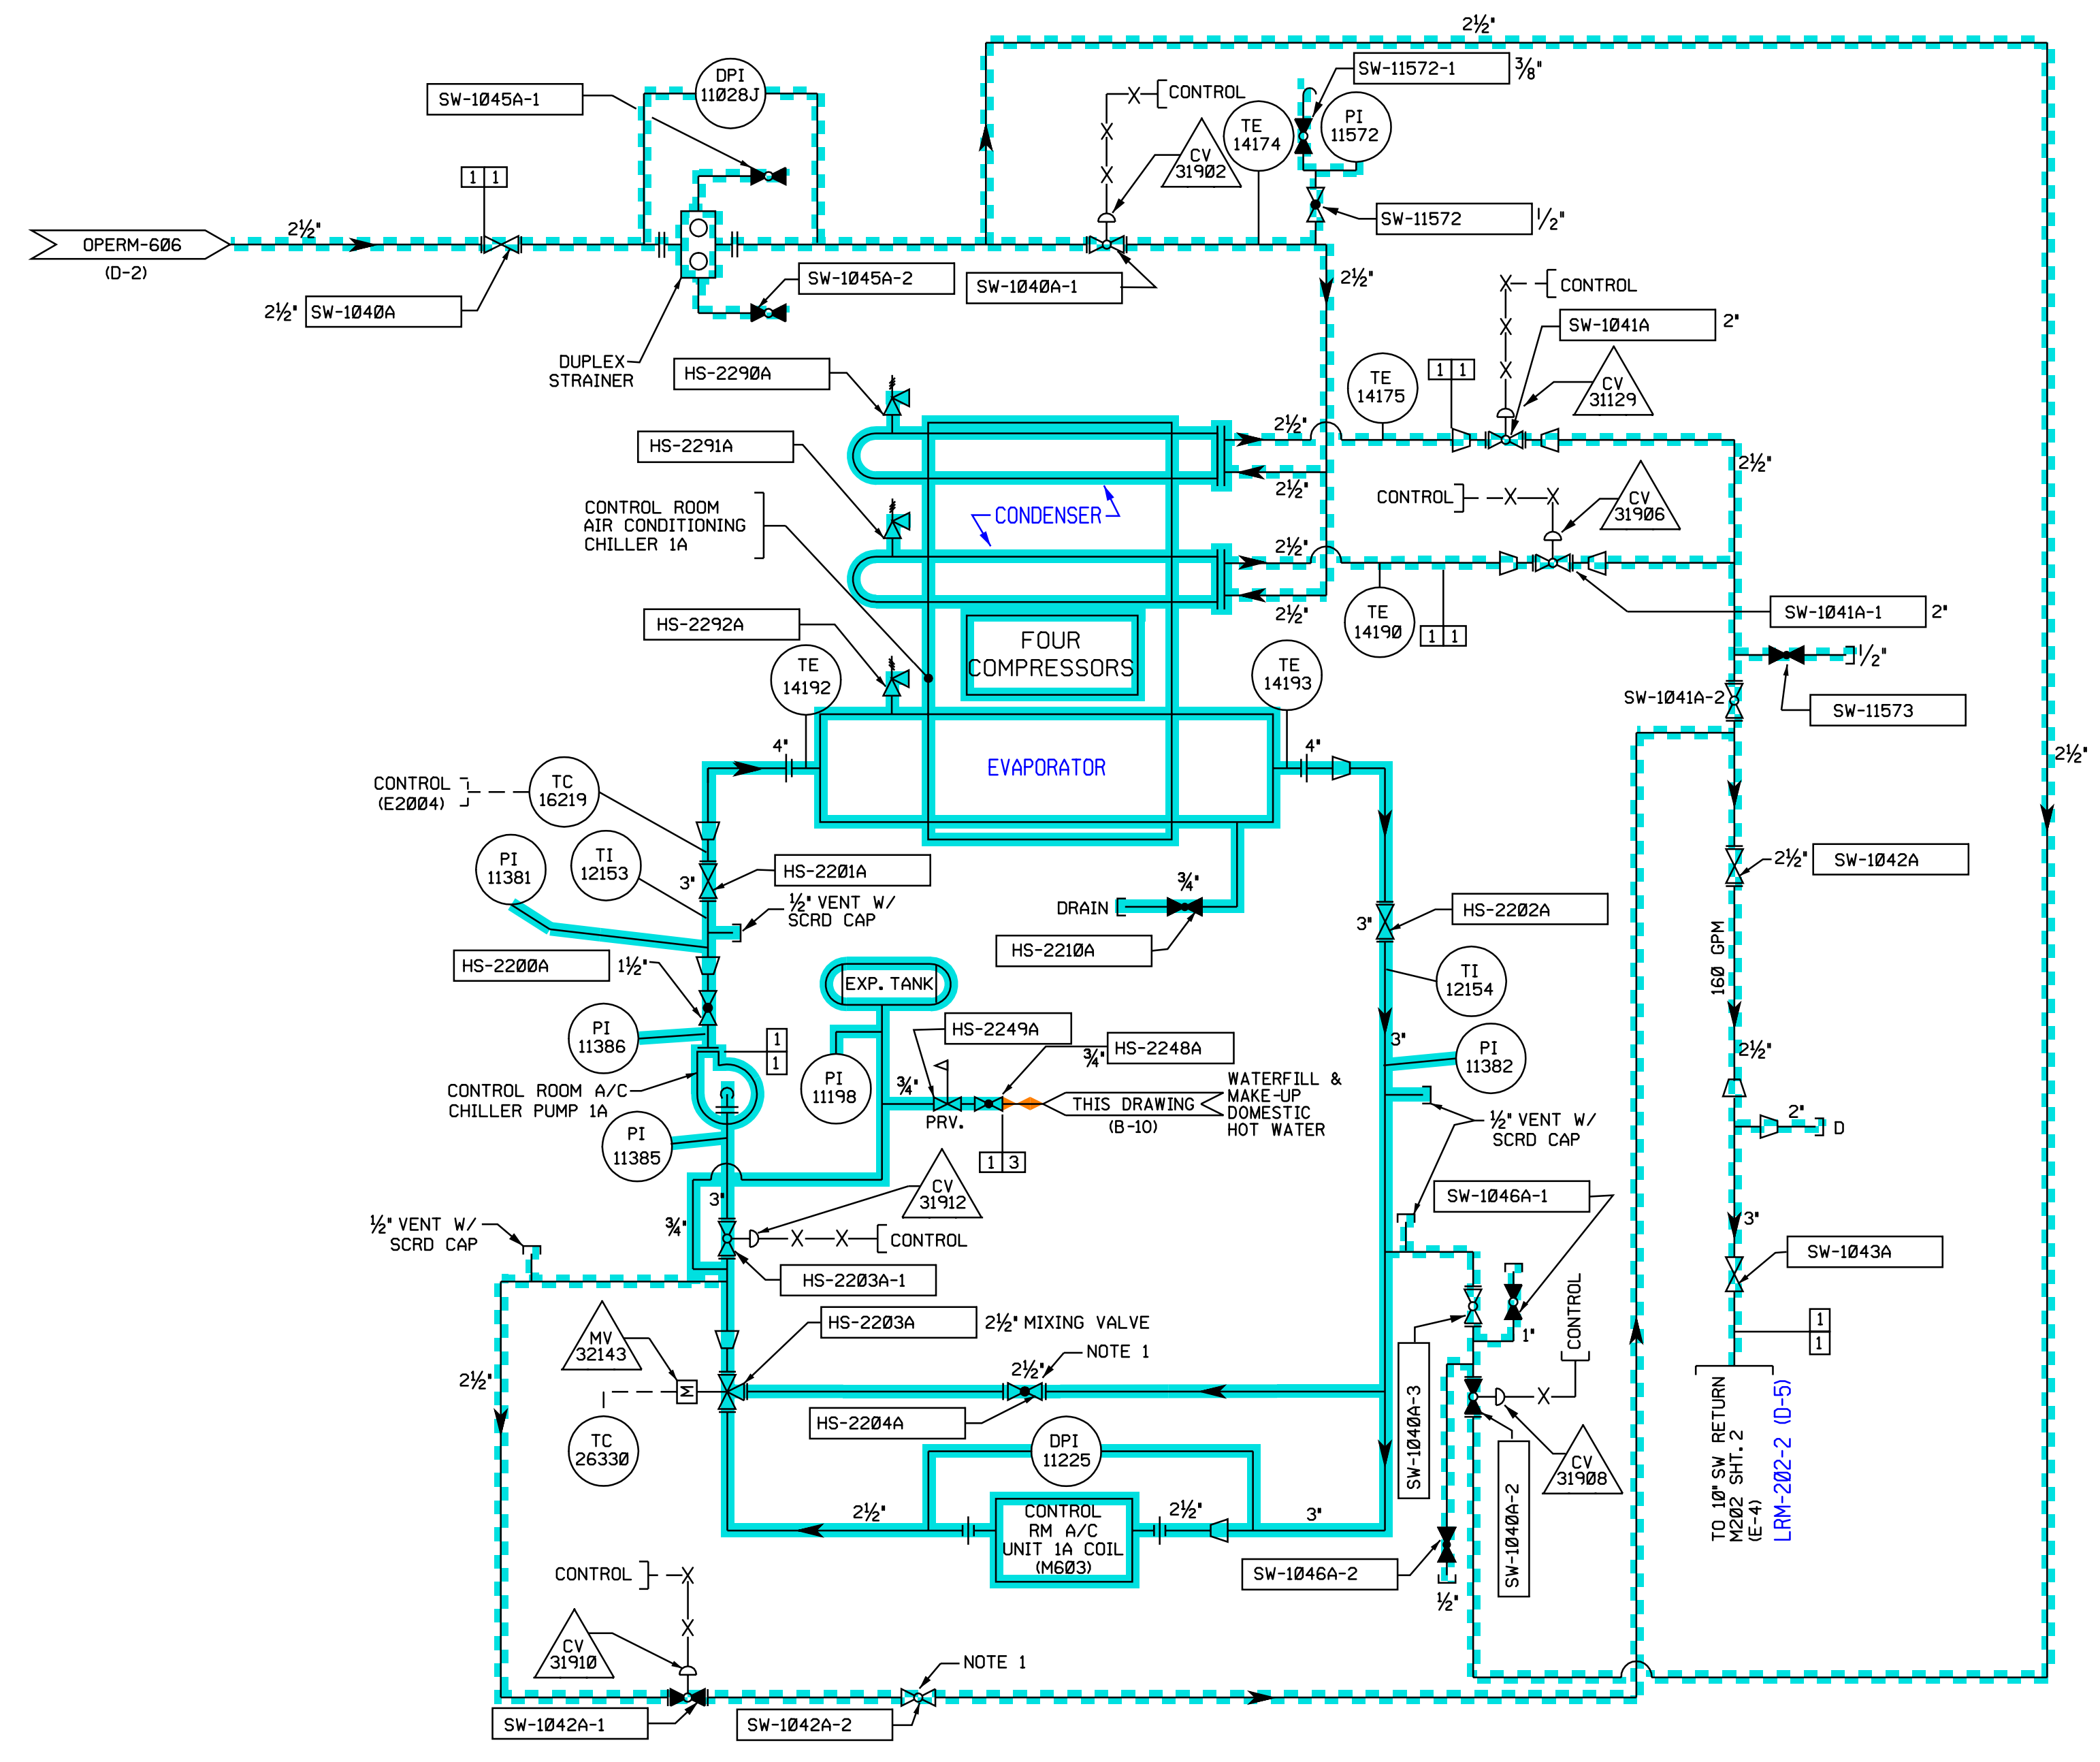 2½"
DPI
11028J
SW-1045A-1
SW-11572-1
⅜"
CONTROL
TE
14174
PI
11572
CV
31902
1 1
SW-11572
1/2"
OPERM-606
(D-2)
2½"
SW-1045A-2
SW-1040A-1
2½"
2½"
SW-1040A
CONTROL
SW-1041A
2"
DUPLEX
STRAINER
HS-2290A
TE
14175
1 1
CV
31129
2½"
HS-2291A
2½"
2½"
CONTROL
CV
31906
CONTROL ROOM
AIR CONDITIONING
CHILLER 1A
CONDENSER
2½"
2½"
SW-1041A-1
2"
HS-2292A
FOUR
COMPRESSORS
TE
14190
1 1
1/2"
TE
14192
TE
14193
SW-1041A-2
SW-11573
4"
EVAPORATOR
4"
2½"
CONTROL
(E2004)
TC
16219
PI
11381
TI
12153
3"
HS-2201A
½" VENT W/
SCRD CAP
¾"
DRAIN
HS-2210A
3"
HS-2202A
2½"
SW-1042A
160 GPM
HS-2200A
1½"
EXP. TANK
TI
12154
PI
11386
1
1
HS-2249A
HS-2248A
¾"
3"
PI
11382
2½"
CONTROL ROOM A/C
CHILLER PUMP 1A
PI
11198
¾"
PRV.
THIS DRAWING
(B-10)
WATERFILL &
MAKE-UP
DOMESTIC
HOT WATER
1 3
½" VENT W/
SCRD CAP
2"
D
PI
11385
3"
¾"
CV
31912
CONTROL
SW-1046A-1
3"
½" VENT W/
SCRD CAP
HS-2203A-1
SW-1043A
MV
32143
HS-2203A
2½" MIXING VALVE
CONTROL
1"
1
1
2½"
M
2½"
NOTE 1
HS-2204A
TC
26330
DPI
11225
SW-1040A-3
CV
31908
TO 10" SW RETURN
M202 SHT.2
(E-4)
LRM-202-2 (D-5)
2½"
CONTROL
RM A/C
UNIT 1A COIL
(M603)
2½"
3"
SW-1040A-2
SW-1046A-2
½"
CONTROL
CV
31910
NOTE 1
SW-1042A-1
SW-1042A-2